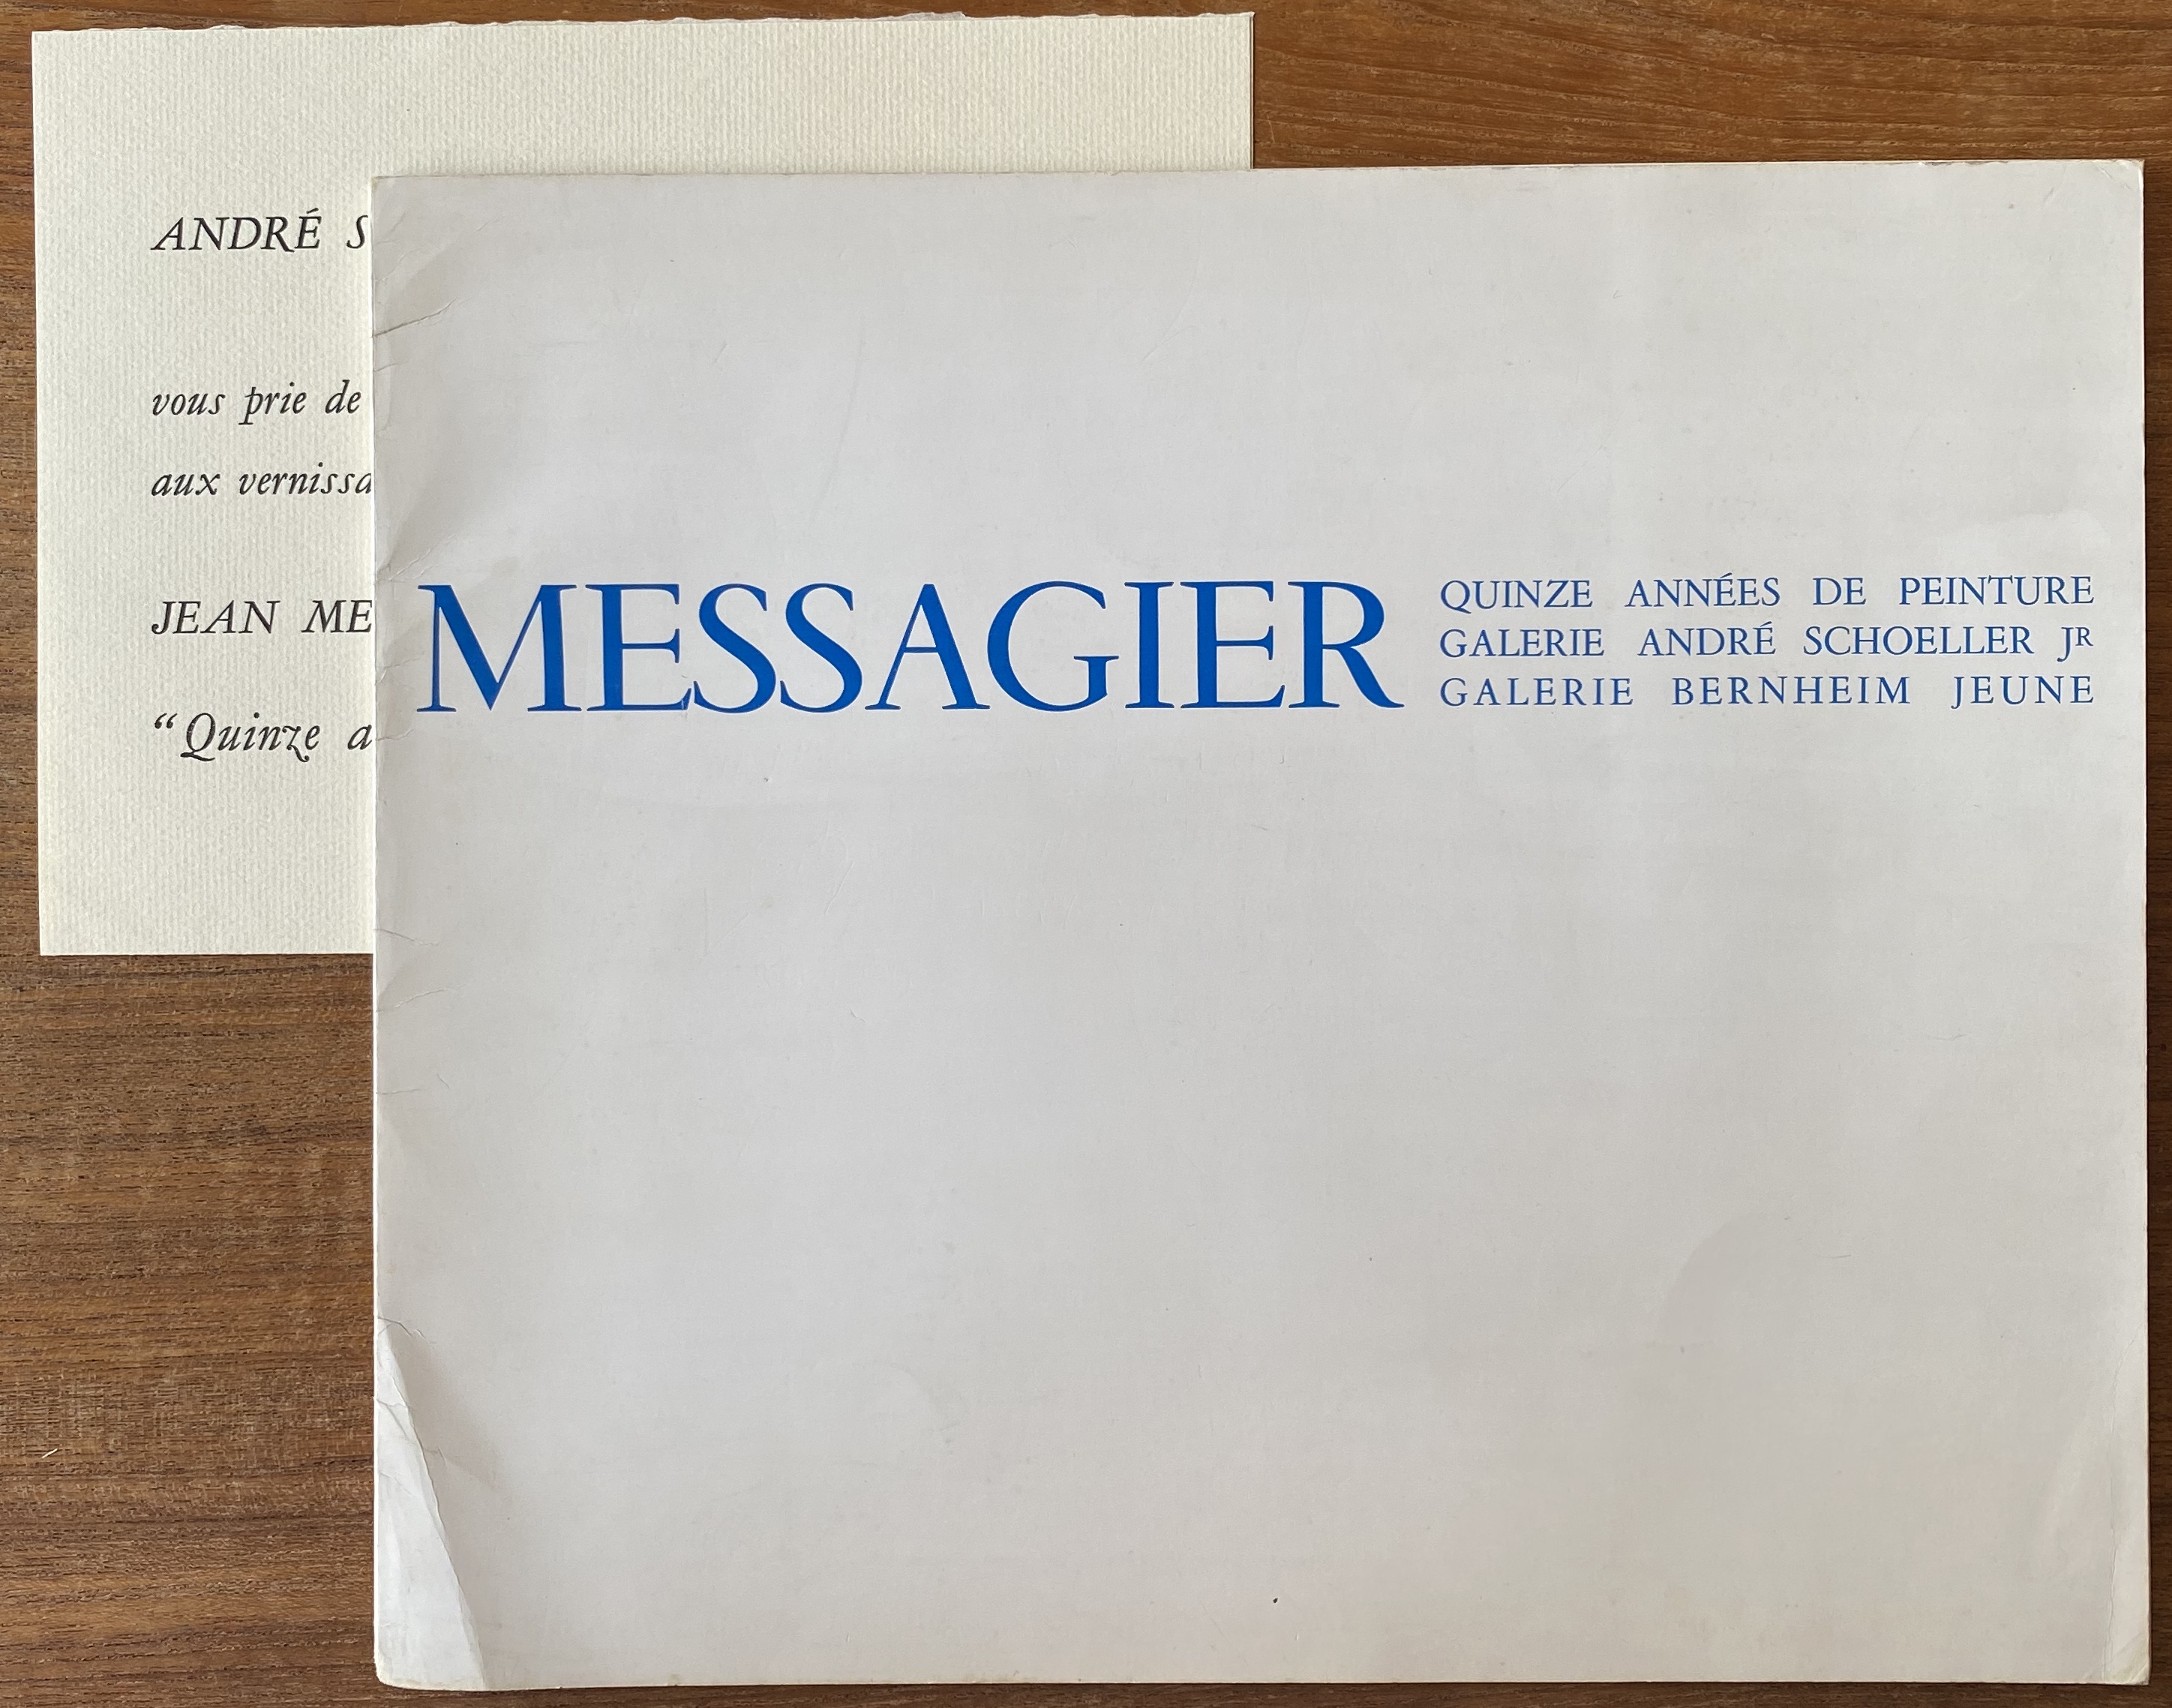 ANDRÉ S
vous prie de
aux vernissa
JEAN ME
“Quinze a
MESSAGIER
QUINZE ANNÉES DE PEINTURE
GALERIE ANDRÉ SCHOELLER JR
GALERIE BERNHEIM JEUNE